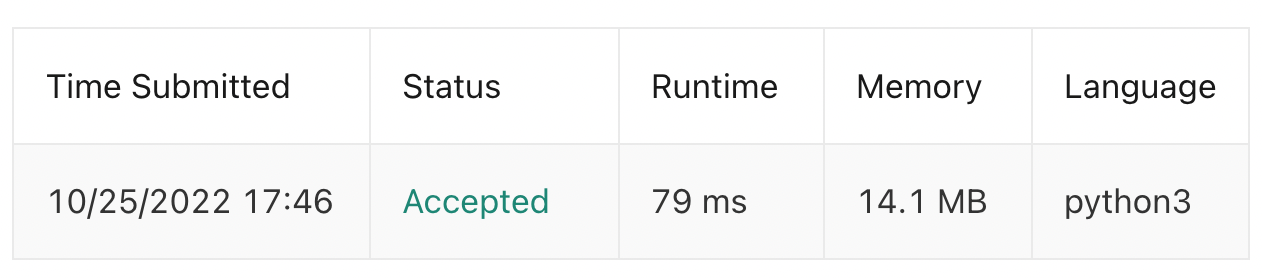 Time Submitted Status Runtime Memory Language
10/25/2022 17:46 Accepted 79 ms 14.1 MB python3